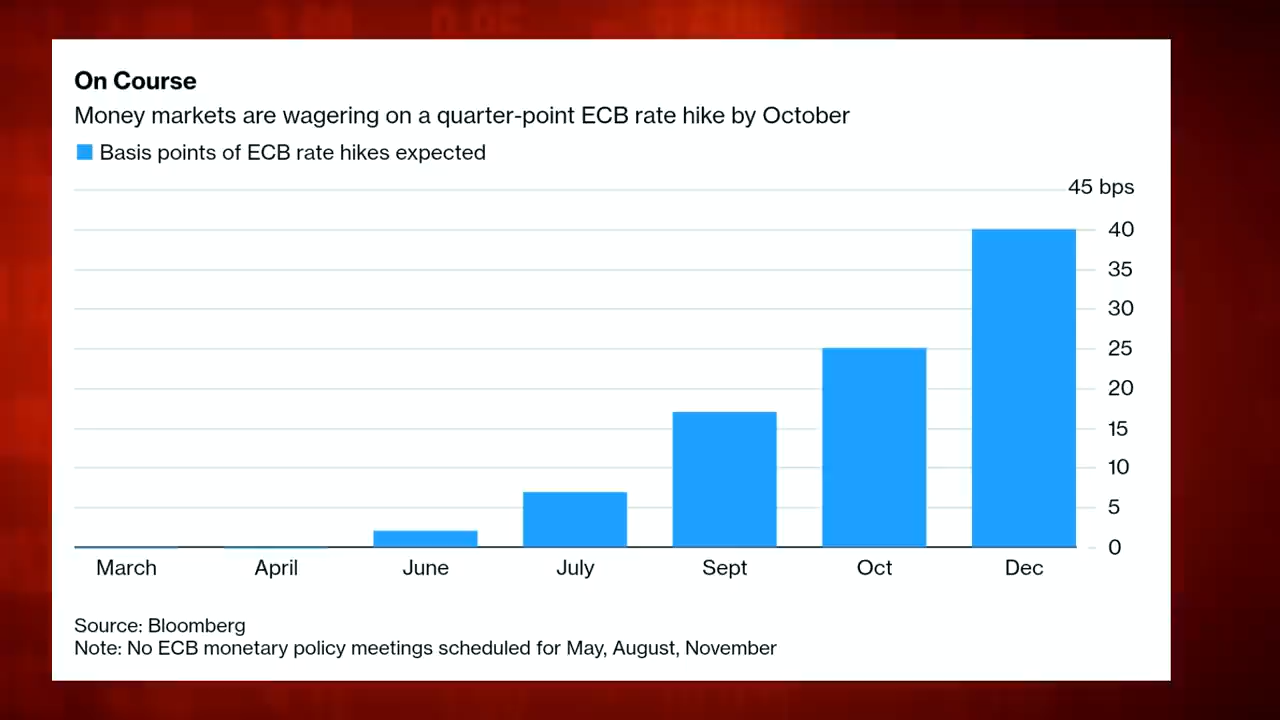 On Course
Money markets are wagering on a quarter-point ECB rate hike by October
Basis points of ECB rate hikes expected
45 bps
40
35
30
25
20
15
10
5
0
March April June July Sept Oct Dec
Source: Bloomberg
Note: No ECB monetary policy meetings scheduled for May, August, November